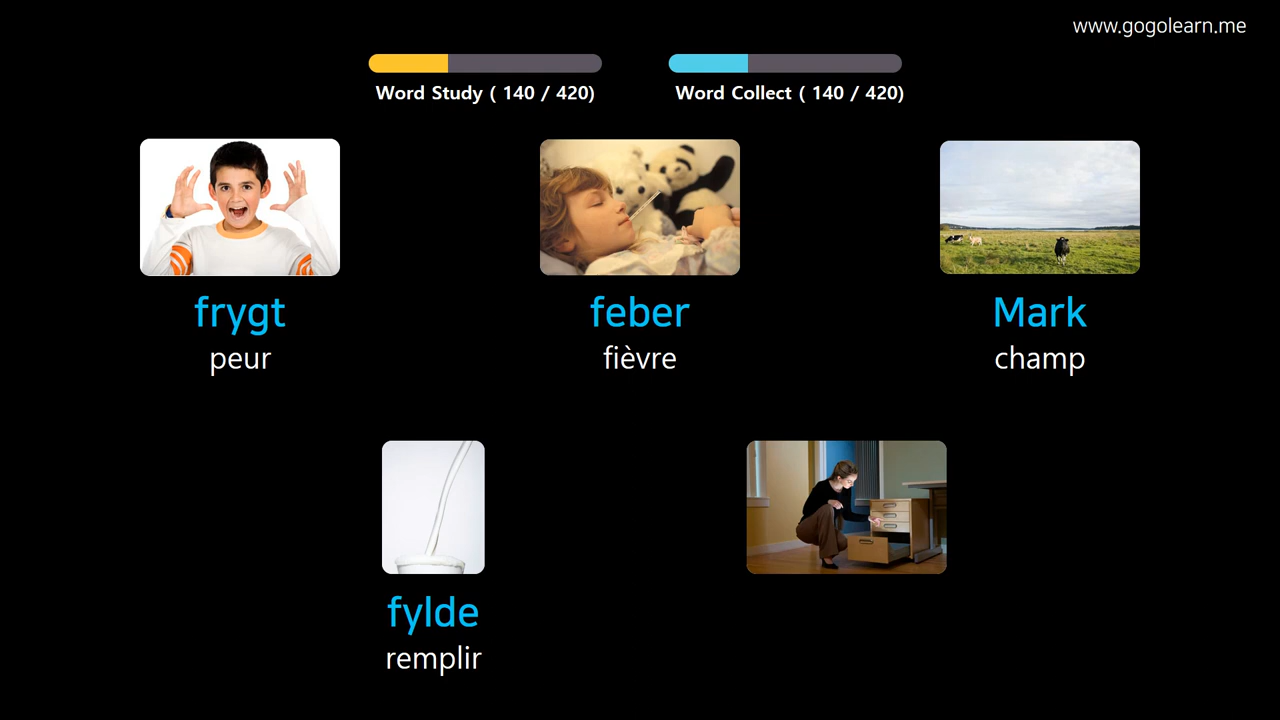 www.gogolearn.me
Word Study ( 140 / 420)
Word Collect ( 140 / 420)
frygt
peur
feber
fièvre
Mark
champ
fylde
remplir